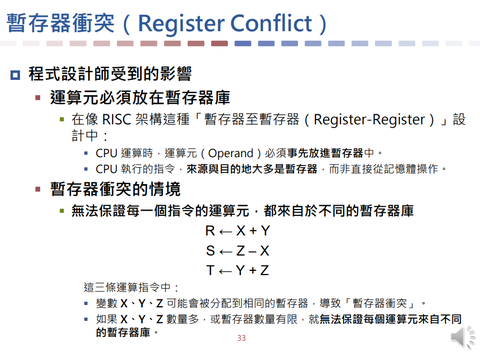 暫存器衝突（Register Conflict）
程式設計師受到的影響
運算元必須放在暫存器庫
在像 RISC 架構這種「暫存器至暫存器（Register-Register）」設
計中：
CPU 運算時，運算元（Operand）必須事先放進暫存器中。
CPU 執行的指令，來源與目的地大多是暫存器，而非直接從記憶體操作。
暫存器衝突的情境
無法保證每一個指令的運算元，都來自於不同的暫存器庫
R ← X + Y
S ← Z – X
T ← Y + Z
這三條運算指令中：
變數 X、Y、Z 可能會被分配到相同的暫存器，導致「暫存器衝突」。
如果 X、Y、Z 數量多，或暫存器數量有限，就無法保證每個運算元來自不同
的暫存器庫。
33